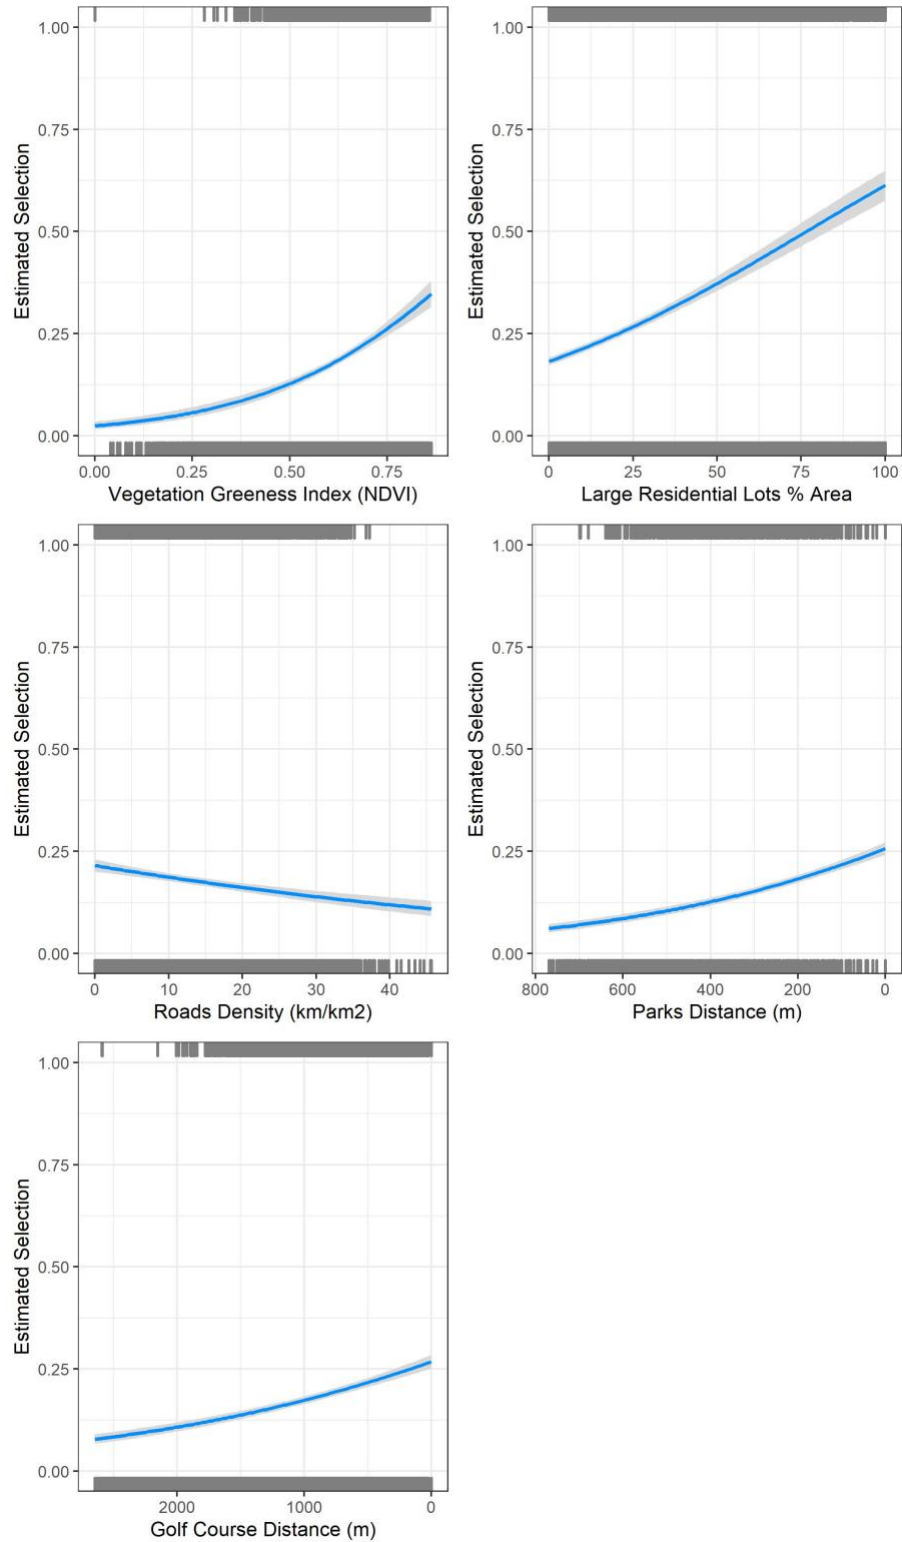 1.00
0.75
0.50
0.25
0.00
Estimated Selection
0.00 0.25 0.50 0.75
Vegetation Greeness Index (NDVI)
1.00
0.75
0.50
0.25
0.00
Estimated Selection
0 25 50 75 100
Large Residential Lots % Area
1.00
0.75
0.50
0.25
0.00
Estimated Selection
0 10 20 30 40
Roads Density (km/km2)
1.00
0.75
0.50
0.25
0.00
Estimated Selection
800 600 400 200 0
Parks Distance (m)
1.00
0.75
0.50
0.25
0.00
Estimated Selection
2000 1000 0
Golf Course Distance (m)